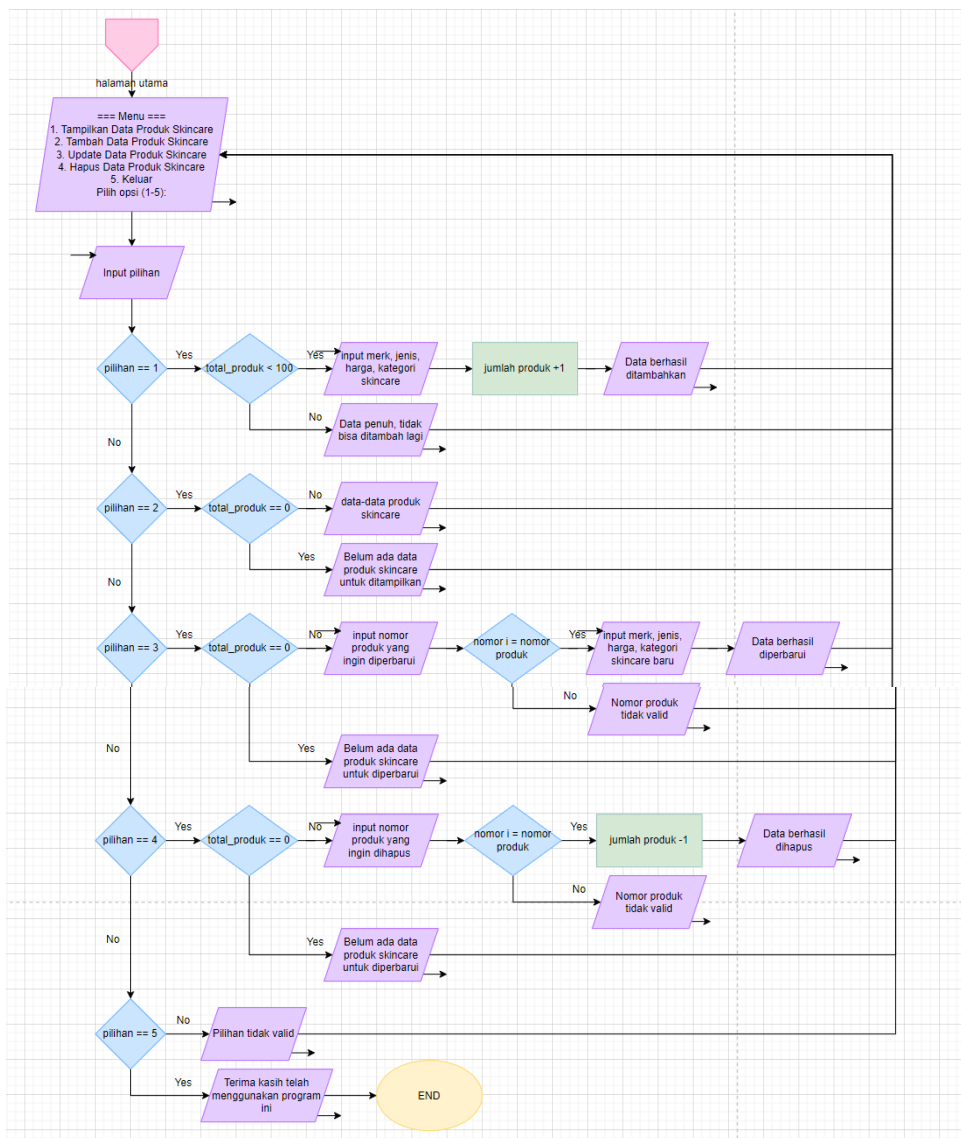 halaman utama
=== Menu ===
1. Tampilkan Data Produk Skincare
2. Tambah Data Produk Skincare
3. Update Data Produk Skincare
4. Hapus Data Produk Skincare
5. Keluar
Pilih opsi (1-5):
Input pilihan
pilihan == 1
Yes
total_produk < 100
Yes
input merk, jenis,
harga, kategori
skincare
jumlah produk +1
Data berhasil
ditambahkan
No
Data penuh, tidak
bisa ditambah lagi
No
pilihan == 2
Yes
total_produk == 0
No
data-data produk
skincare
Yes
Belum ada data
produk skincare
untuk ditampilkan
No
pilihan == 3
Yes
total_produk == 0
No
input nomor
produk yang
ingin diperbarui
nomor i = nomor
produk
Yes
input merk, jenis,
harga, kategori
skincare baru
Data berhasil
diperbarui
No
Nomor produk
tidak valid
No
Yes
Belum ada data
produk skincare
untuk diperbarui
pilihan == 4
Yes
total_produk == 0
No
input nomor
produk yang
ingin dihapus
nomor i = nomor
produk
Yes
jumlah produk -1
Data berhasil
dihapus
No
Nomor produk
tidak valid
No
Yes
Belum ada data
produk skincare
untuk diperbarui
pilihan == 5
No
Pilihan tidak valid
Yes
Terima kasih telah
menggunakan program
ini
END